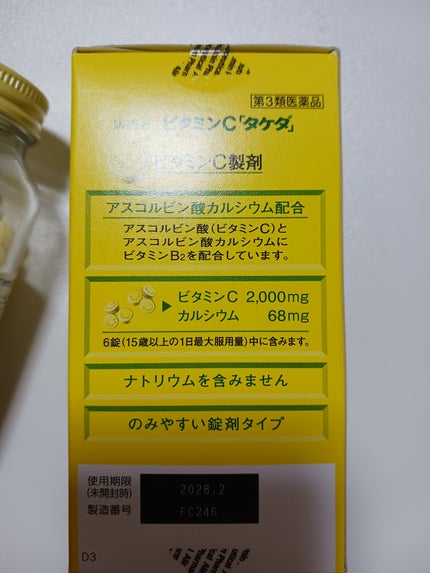 第3類医薬品
ビタミンC「タケダ」
ビタミンC製剤
アスコルビン酸カルシウム配合
アスコルビン酸(ビタミンC)と
アスコルビン酸カルシウムに
ビタミンB₂を配合しています。
ビタミンC 2,000mg
カルシウム 68mg
6錠(15歳以上の1日最大服用量)中に含みます。
ナトリウムを含みません
のみやすい錠剤タイプ
使用期限
(未開封時)
2028.2
製造番号
FC246
D3